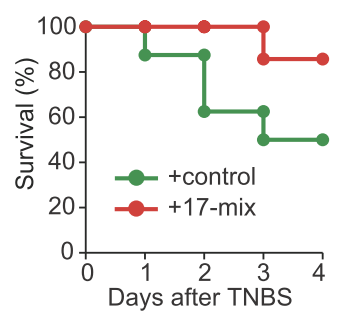 100
80
60
40
20
0
Survival (%)
+control
+17-mix
0 1 2 3 4
Days after TNBS